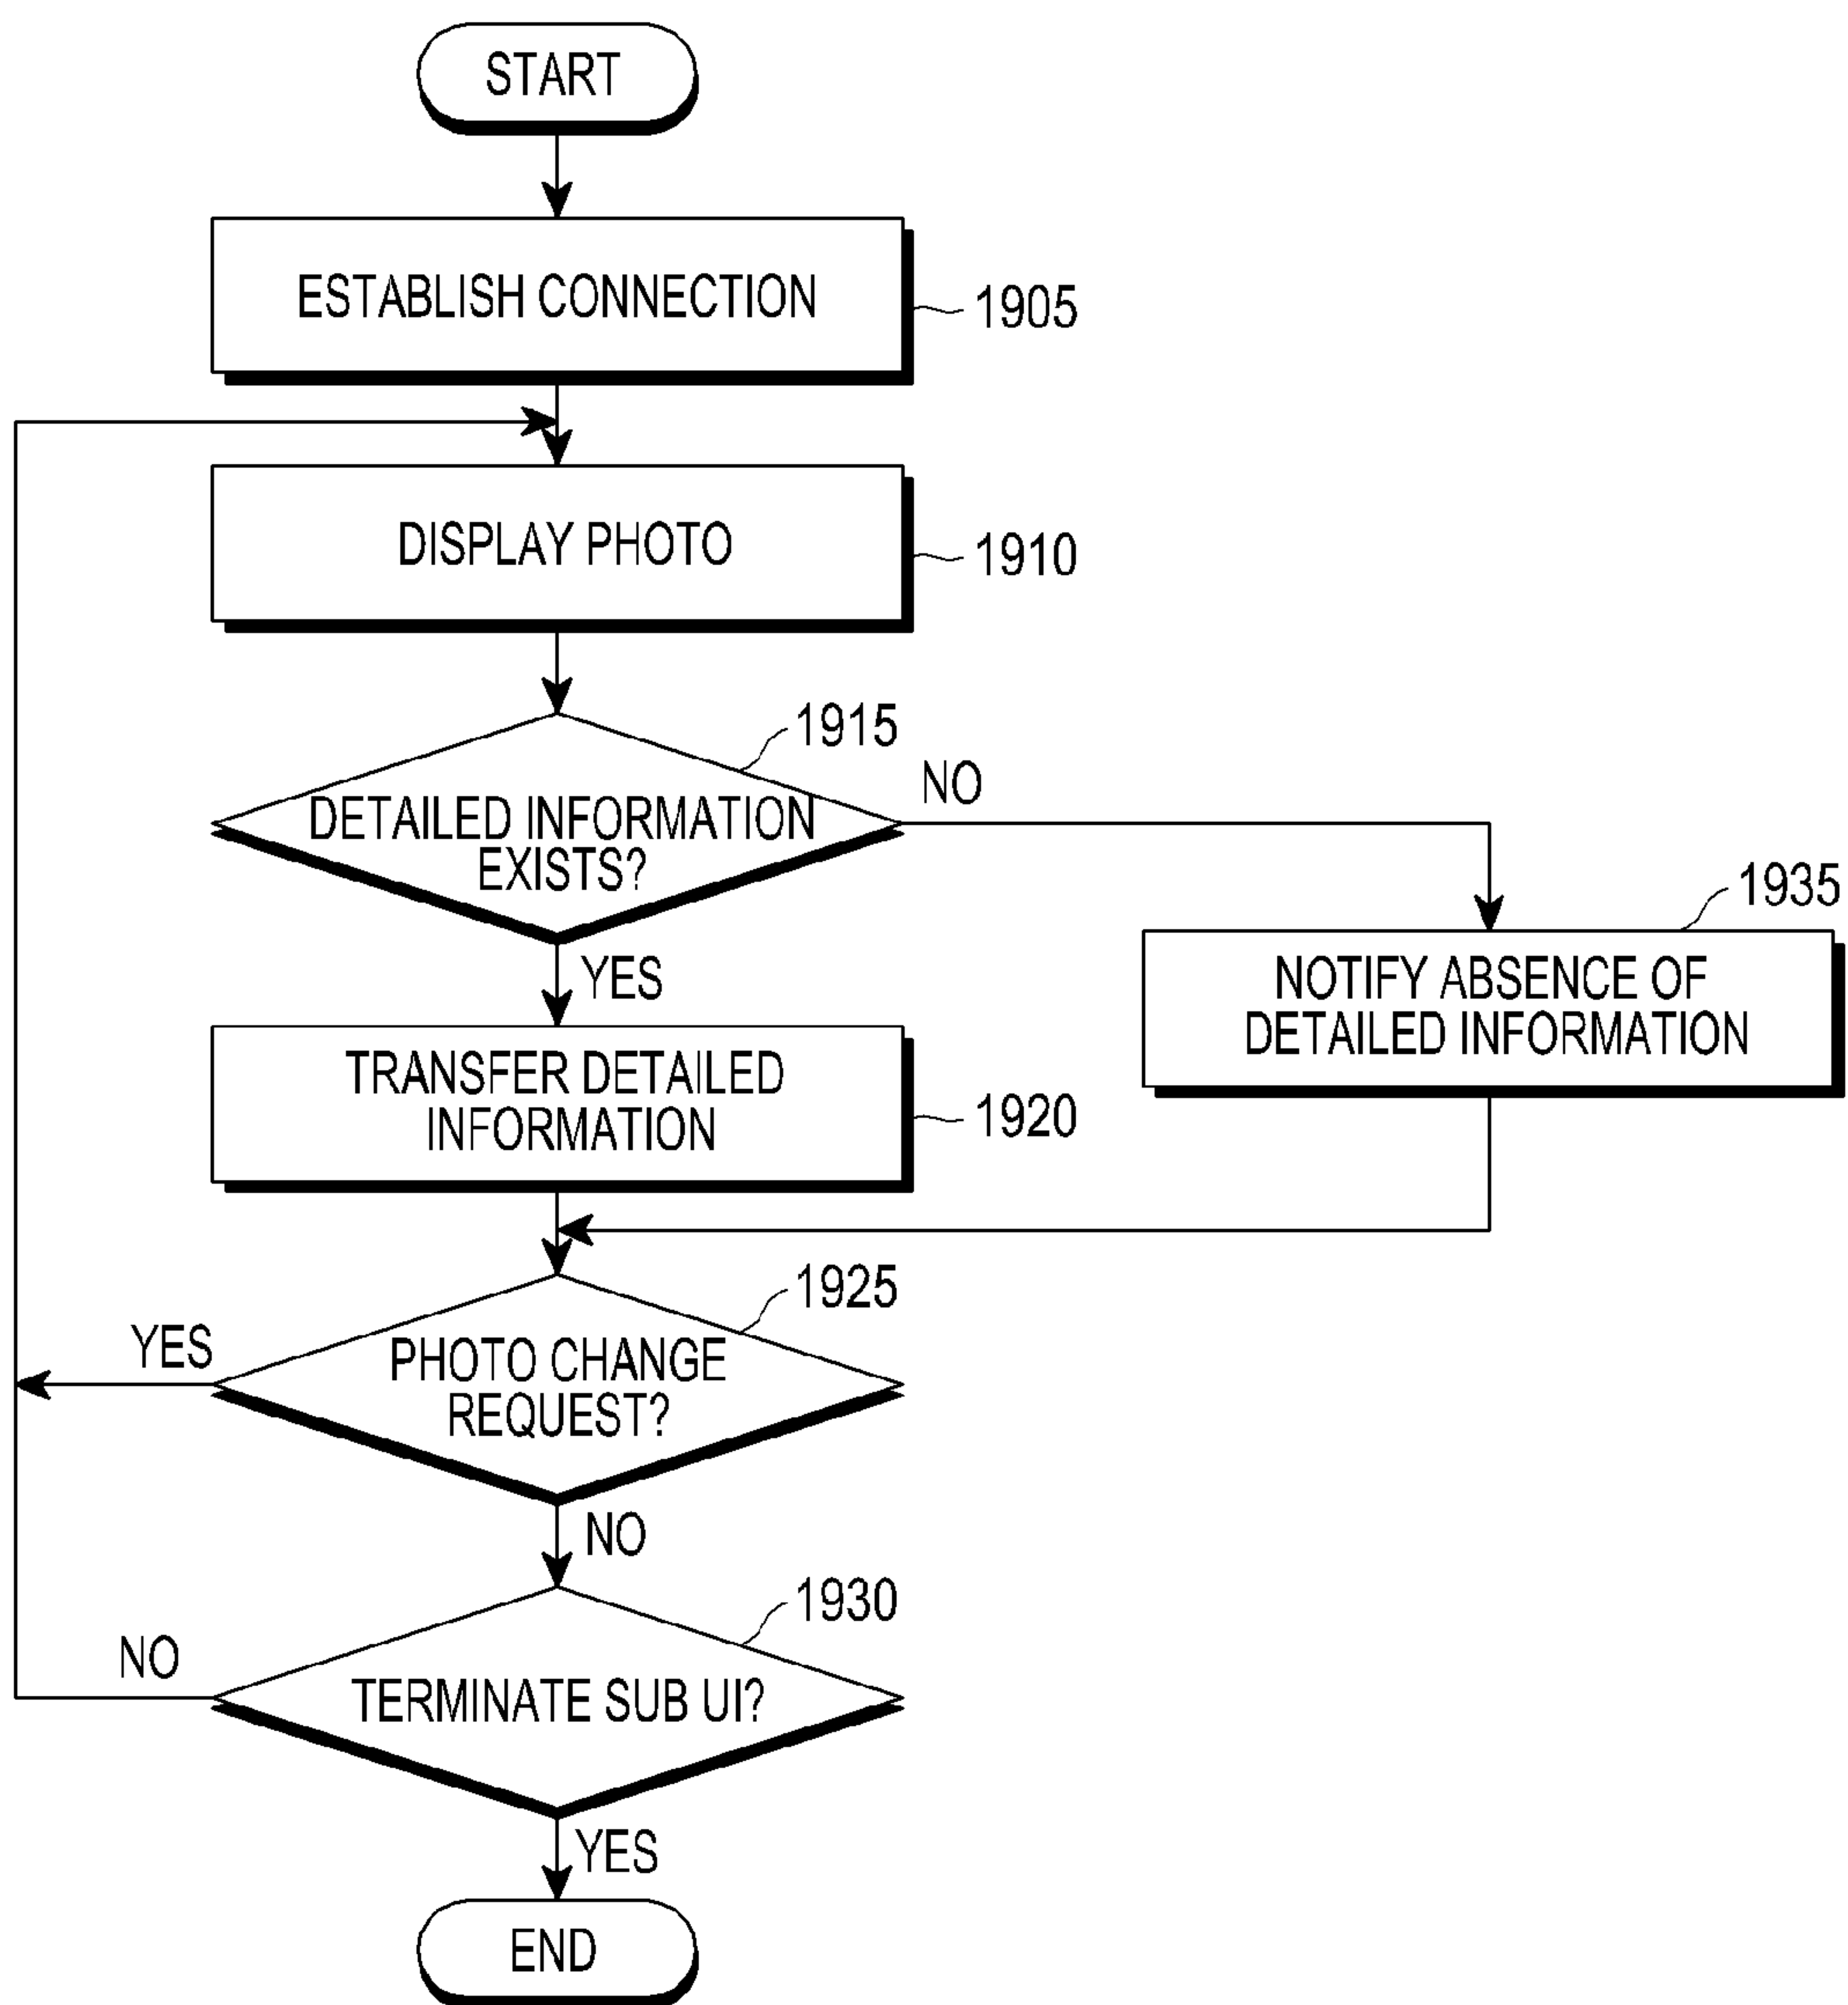 START
ESTABLISH CONNECTION
1905
DISPLAY PHOTO
1910
1915
DETAILED INFORMATION
EXISTS?
NO
YES
1935
NOTIFY ABSENCE OF
DETAILED INFORMATION
TRANSFER DETAILED
INFORMATION
1920
1925
PHOTO CHANGE
REQUEST?
YES
NO
1930
TERMINATE SUB UI?
NO
YES
END